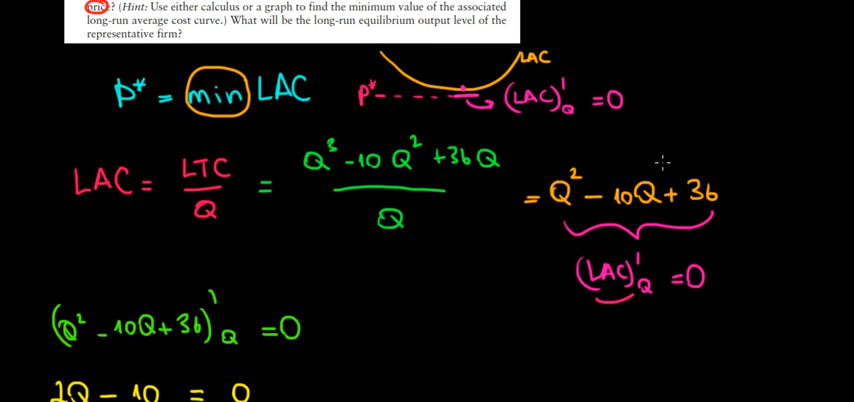 price? (Hint: Use either calculus or a graph to find the minimum value of the associated
long-run average cost curve.) What will be the long-run equilibrium output level of the
representative firm?
LAC
P* = min LAC
P* (LAC)'Q = 0
LAC = LTC/Q = (Q³ - 10Q² + 36Q)/Q = Q² - 10Q + 36
(LAC)'Q = 0
(Q² - 10Q + 36)'Q = 0
2Q - 10 = 0